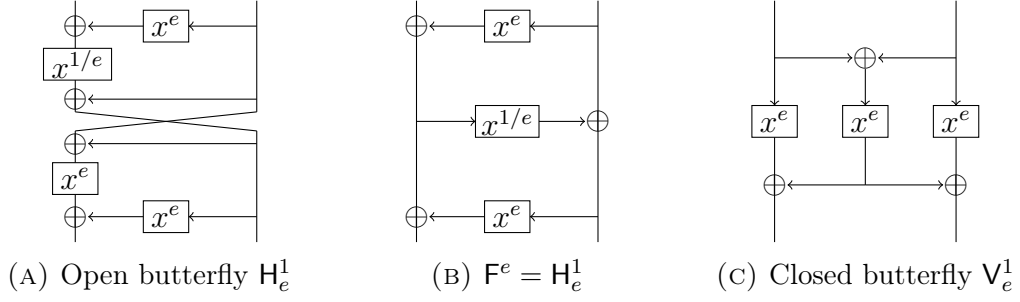 x^e x^e
x^{1/e}
x^{1/e}
x^e x^e x^e
x^e
x^e x^e
(A) Open butterfly H_e^1 (B) F^e = H_e^1 (C) Closed butterfly V_e^1